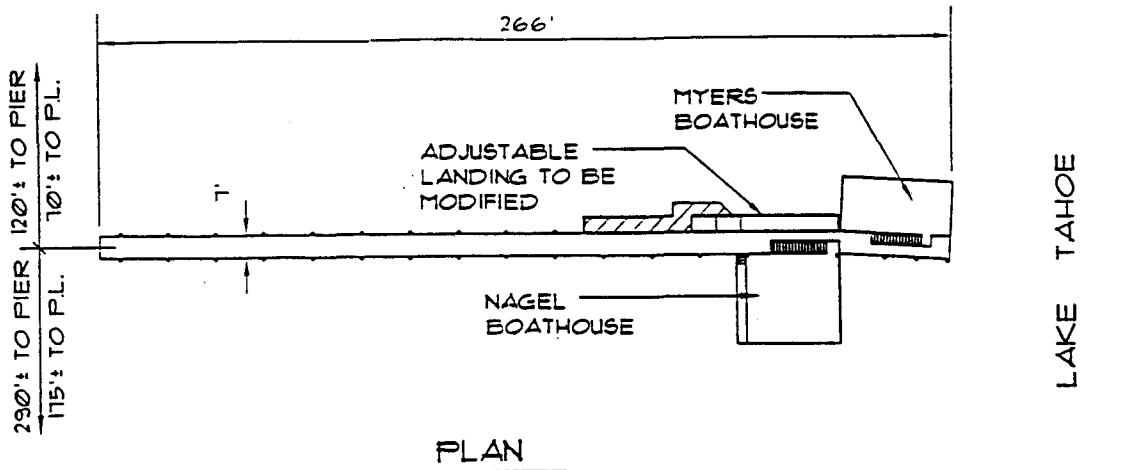 266'
MYERS
BOATHOUSE
ADJUSTABLE
LANDING TO BE
MODIFIED
7'
120'± TO PIER
70'± TO P.L.
290'± TO PIER
175'± TO P.L.
NAGEL
BOATHOUSE
LAKE TAHOE
PLAN